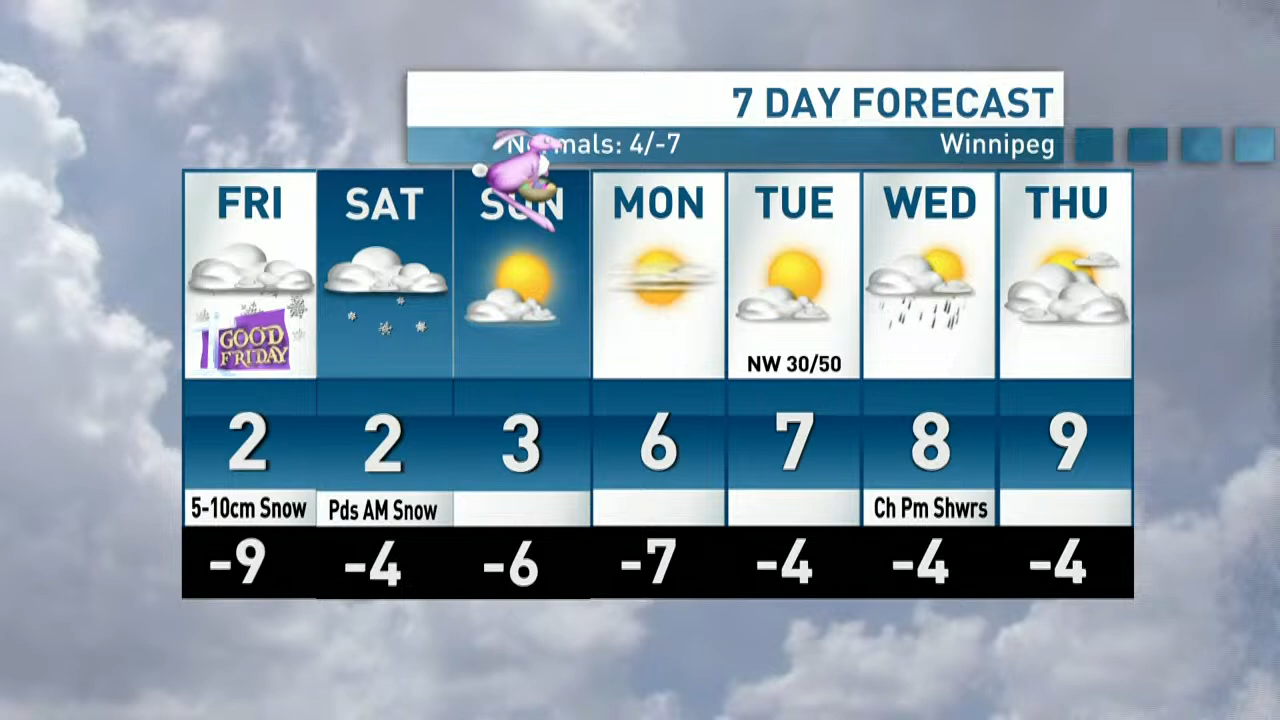 7 DAY FORECAST
Normals: 4/-7 Winnipeg
FRI SAT SUN MON TUE WED THU
GOOD
FRIDAY
NW 30/50
2 2 3 6 7 8 9
5-10cm Snow Pds AM Snow Ch Pm Shwrs
-9 -4 -6 -7 -4 -4 -4